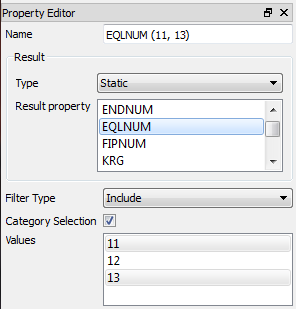 Property Editor
Name EQLNUM (11, 13)
Result
Type Static
Result property ENDNUM
EQLNUM
FIPNUM
KRG
Filter Type Include
Category Selection
Values 11
12
13